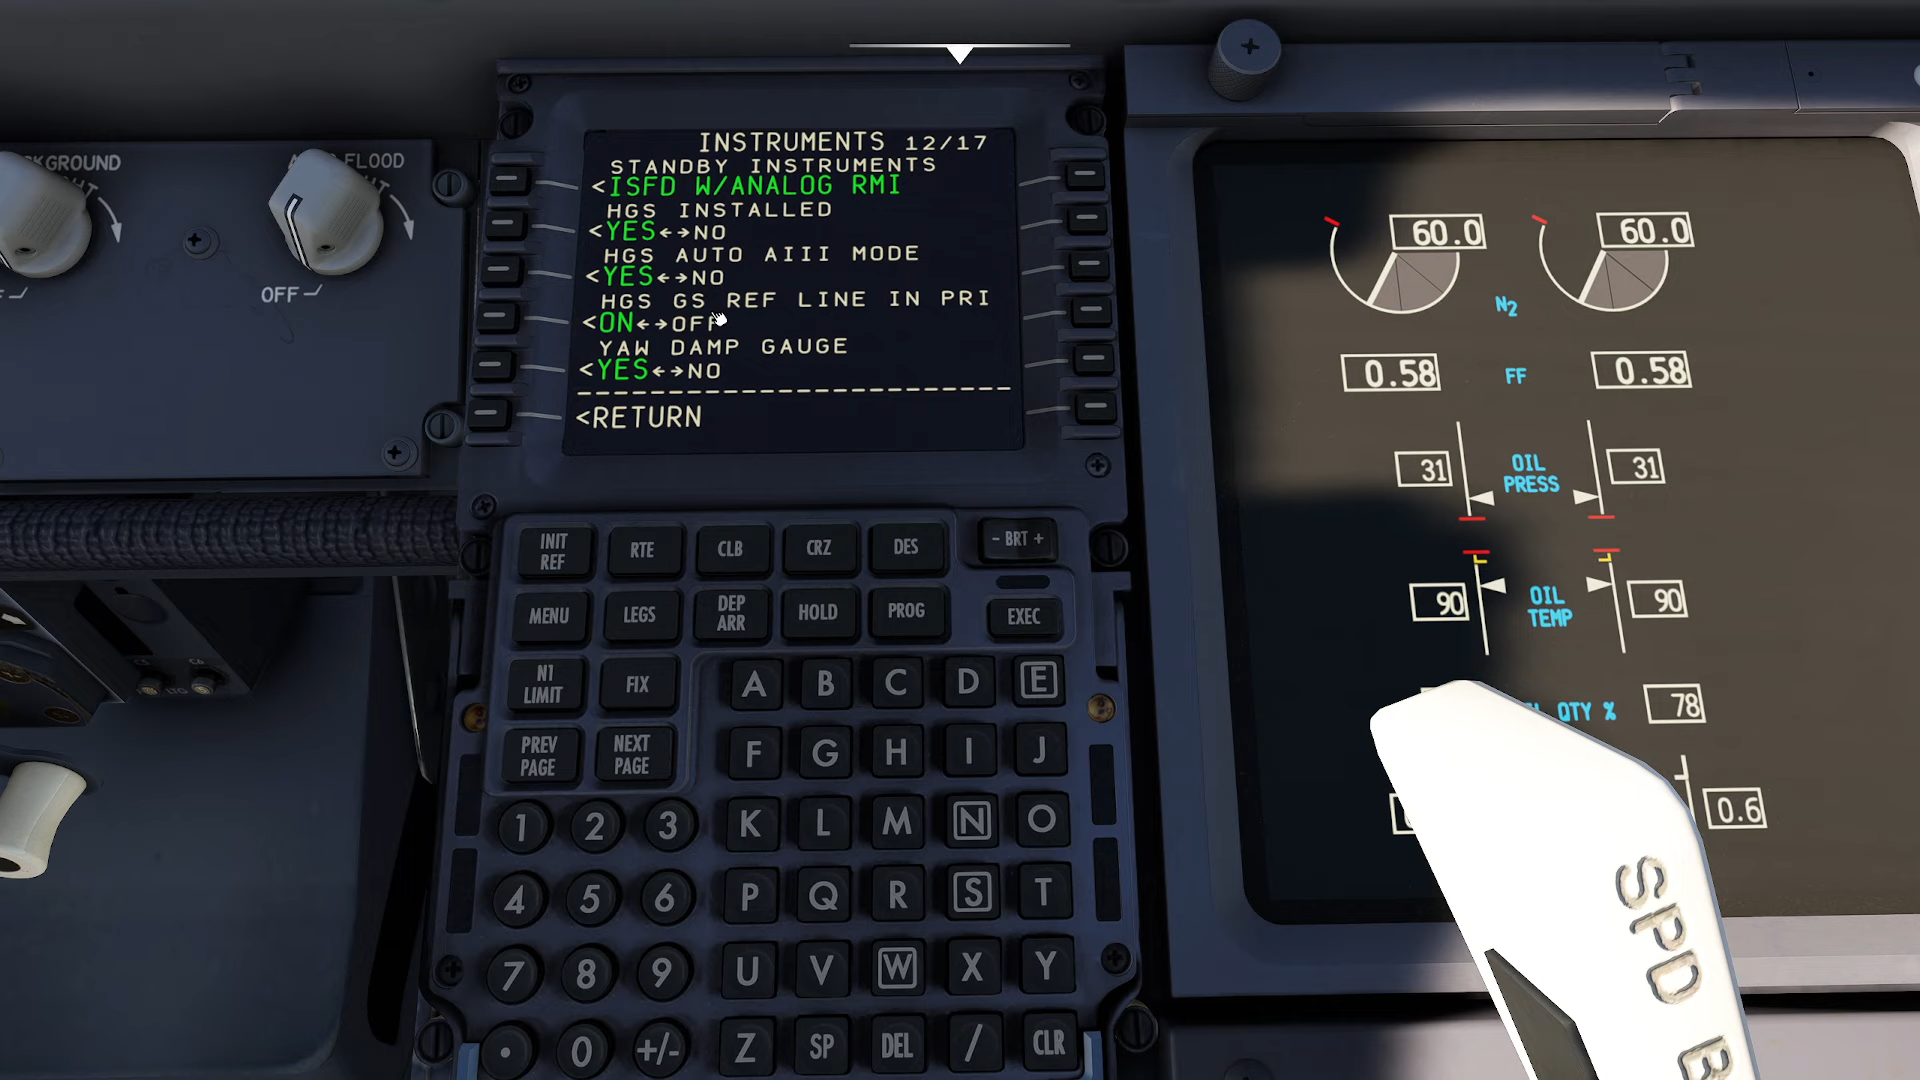 INSTRUMENTS 12/17
STANDBY INSTRUMENTS
<ISFD W/ANALOG RMI
HGS INSTALLED
<YES←→NO
HGS AUTO AIII MODE
<YES←→NO
HGS GS REF LINE IN PRI
<ON←→OFF
YAW DAMP GAUGE
<YES←→NO
<RETURN
FLOOD
OFF
INIT REF
RTE
CLB
CRZ
DES
- BRT +
MENU
LEGS
DEP ARR
HOLD
PROG
EXEC
N1 LIMIT
FIX
PREV PAGE
NEXT PAGE
A B C D E
F G H I J
1 2 3 K L M N O
4 5 6 P Q R S T
7 8 9 U V W X Y
. 0 +/- Z SP DEL / CLR
60.0 60.0
N2
0.58 FF 0.58
31 OIL PRESS 31
90 OIL TEMP 90
QTY % 78
0.6
SPD B